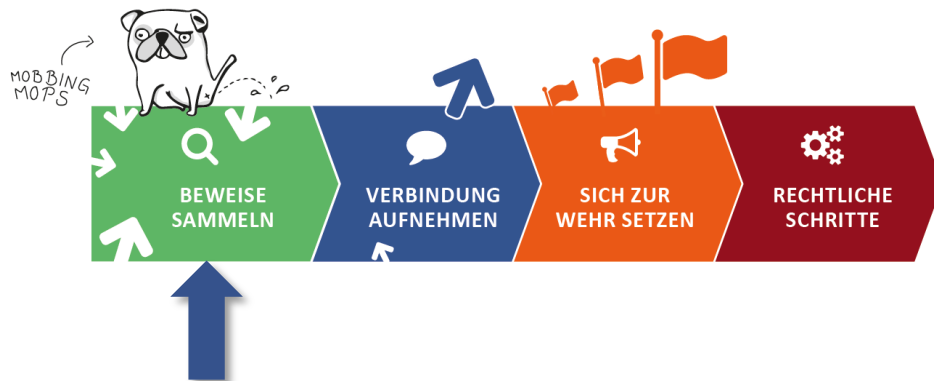 MOBBING
MOPS
BEWEISE
SAMMELN
VERBINDUNG
AUFNEHMEN
SICH ZUR
WEHR SETZEN
RECHTLICHE
SCHRITTE